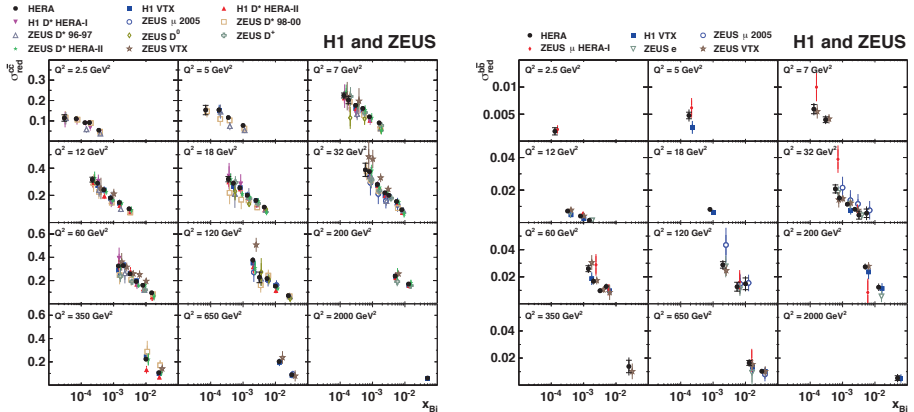 HERA
H1 VTX
H1 D* HERA-II
H1 D* HERA-I
ZEUS μ 2005
ZEUS D* 98-00
ZEUS D* 96-97
ZEUS D⁰
ZEUS D⁺
ZEUS D* HERA-II
ZEUS VTX
H1 and ZEUS
σ_red^cc̄
Q² = 2.5 GeV²
Q² = 5 GeV²
Q² = 7 GeV²
0.3
0.2
0.1
Q² = 12 GeV²
Q² = 18 GeV²
Q² = 32 GeV²
0.4
0.2
Q² = 60 GeV²
Q² = 120 GeV²
Q² = 200 GeV²
0.6
0.4
0.2
Q² = 350 GeV²
Q² = 650 GeV²
Q² = 2000 GeV²
0.4
0.2
10⁻⁴ 10⁻³ 10⁻² 10⁻⁴ 10⁻³ 10⁻² 10⁻⁴ 10⁻³ 10⁻²
x_Bj
HERA
H1 VTX
ZEUS μ 2005
ZEUS μ HERA-I
ZEUS e
ZEUS VTX
H1 and ZEUS
σ_red^bb̄
Q² = 2.5 GeV²
Q² = 5 GeV²
Q² = 7 GeV²
0.01
0.005
Q² = 12 GeV²
Q² = 18 GeV²
Q² = 32 GeV²
0.04
0.02
Q² = 60 GeV²
Q² = 120 GeV²
Q² = 200 GeV²
0.04
0.02
Q² = 350 GeV²
Q² = 650 GeV²
Q² = 2000 GeV²
0.04
0.02
10⁻⁴ 10⁻³ 10⁻² 10⁻⁴ 10⁻³ 10⁻² 10⁻⁴ 10⁻³ 10⁻²
x_Bj